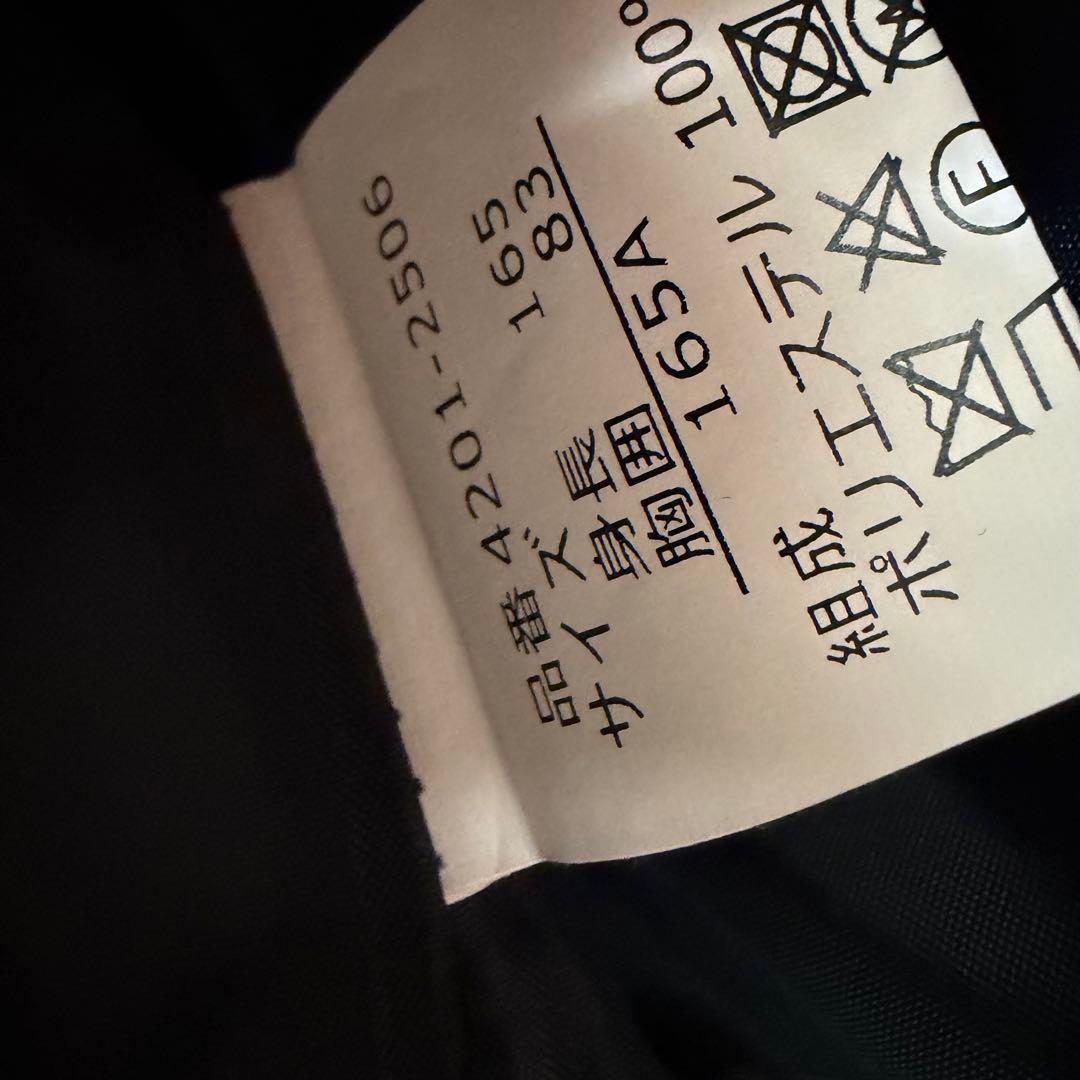 品番 4201-2506
サイズ
身長 165
胸囲 83
165A
組成
ポリエステル 100%
F
W